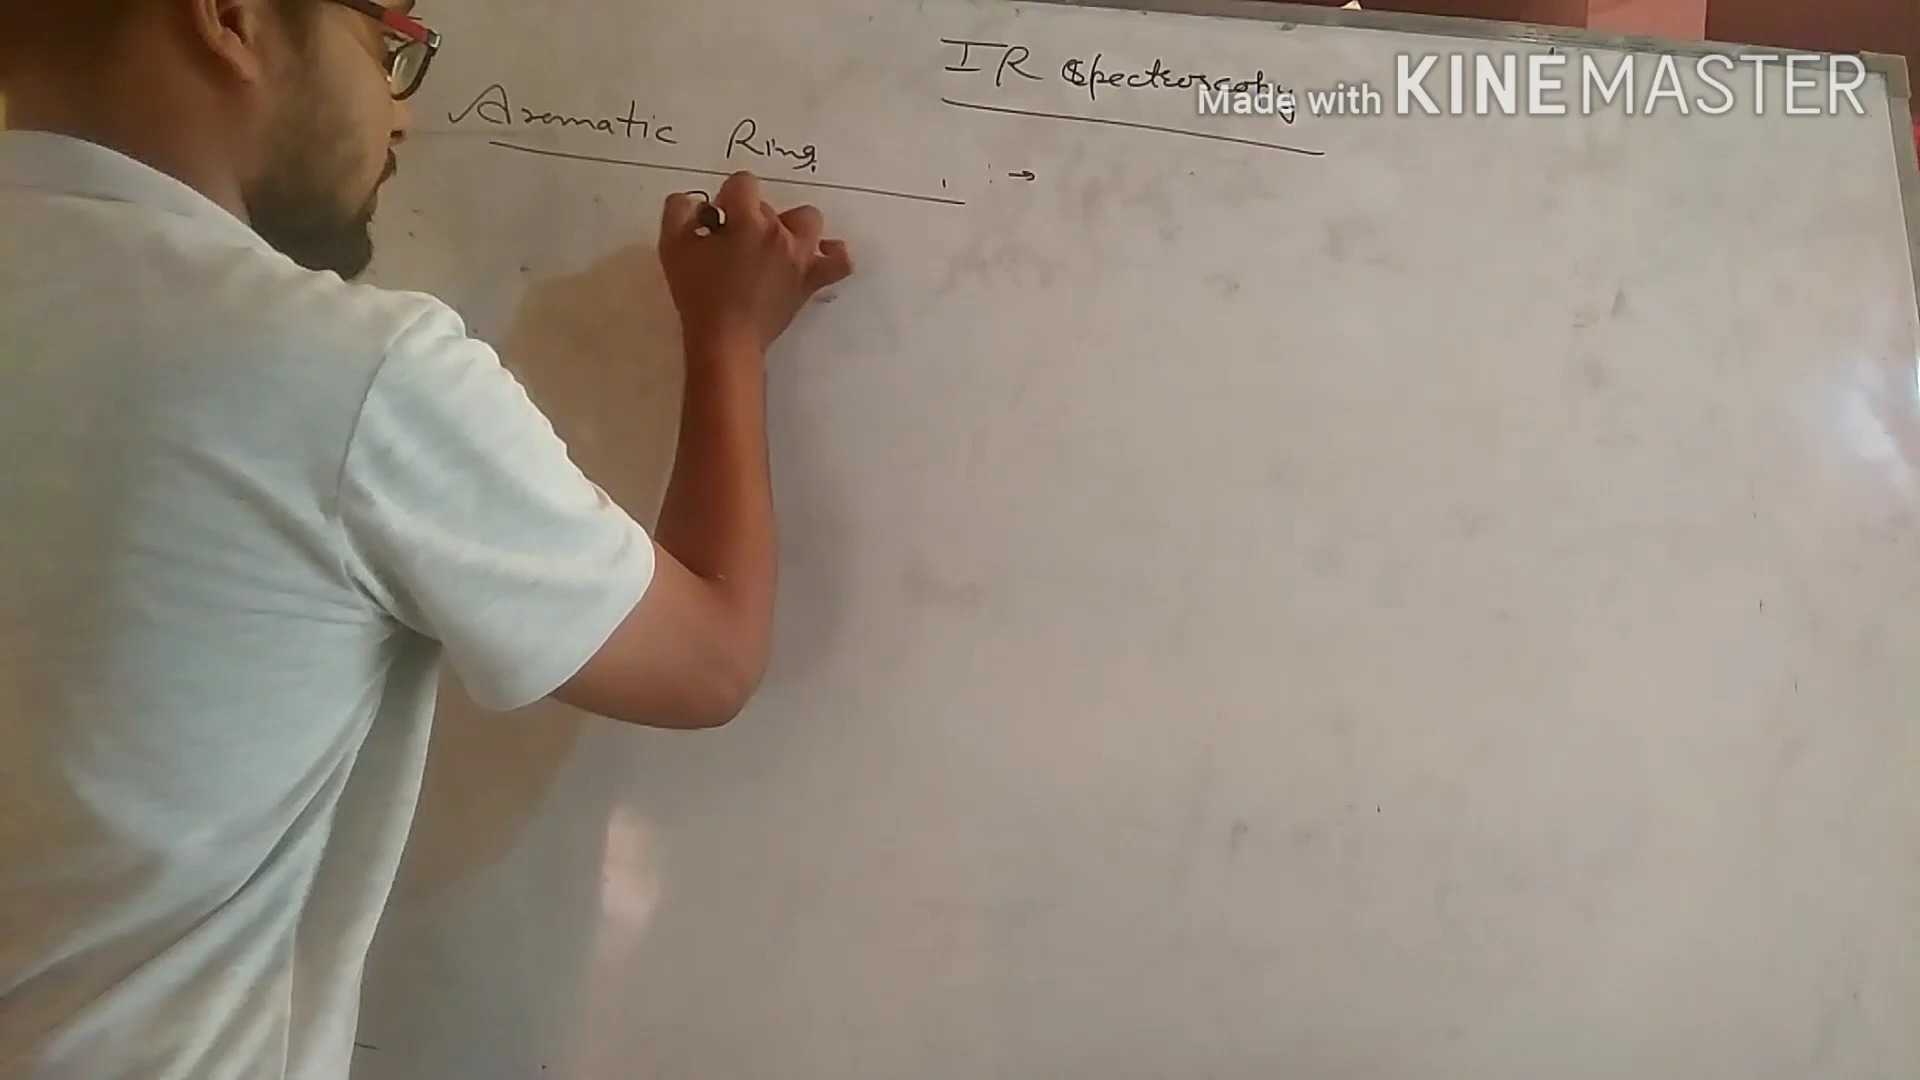 IR Spectroscopy
Made with KINEMASTER
Aromatic Ring. : →